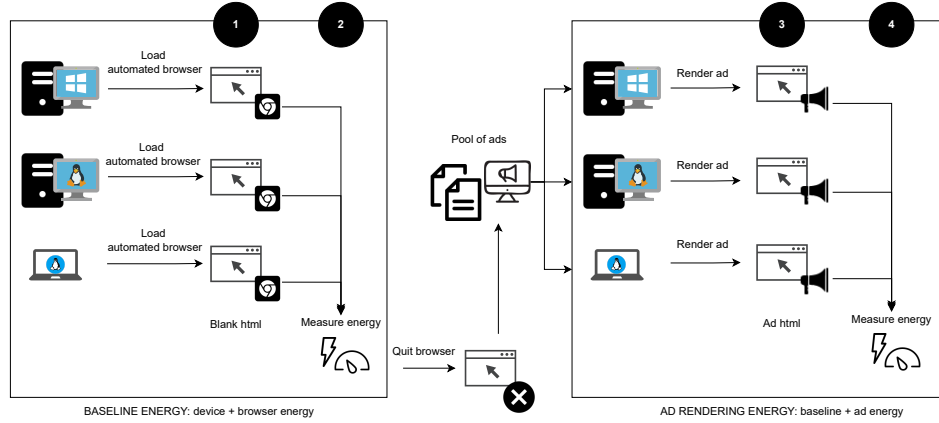 1
2
3
4
Load
automated browser
Load
automated browser
Load
automated browser
Blank html
Measure energy
BASELINE ENERGY: device + browser energy
Quit browser
Pool of ads
Render ad
Render ad
Render ad
Ad html
Measure energy
AD RENDERING ENERGY: baseline + ad energy